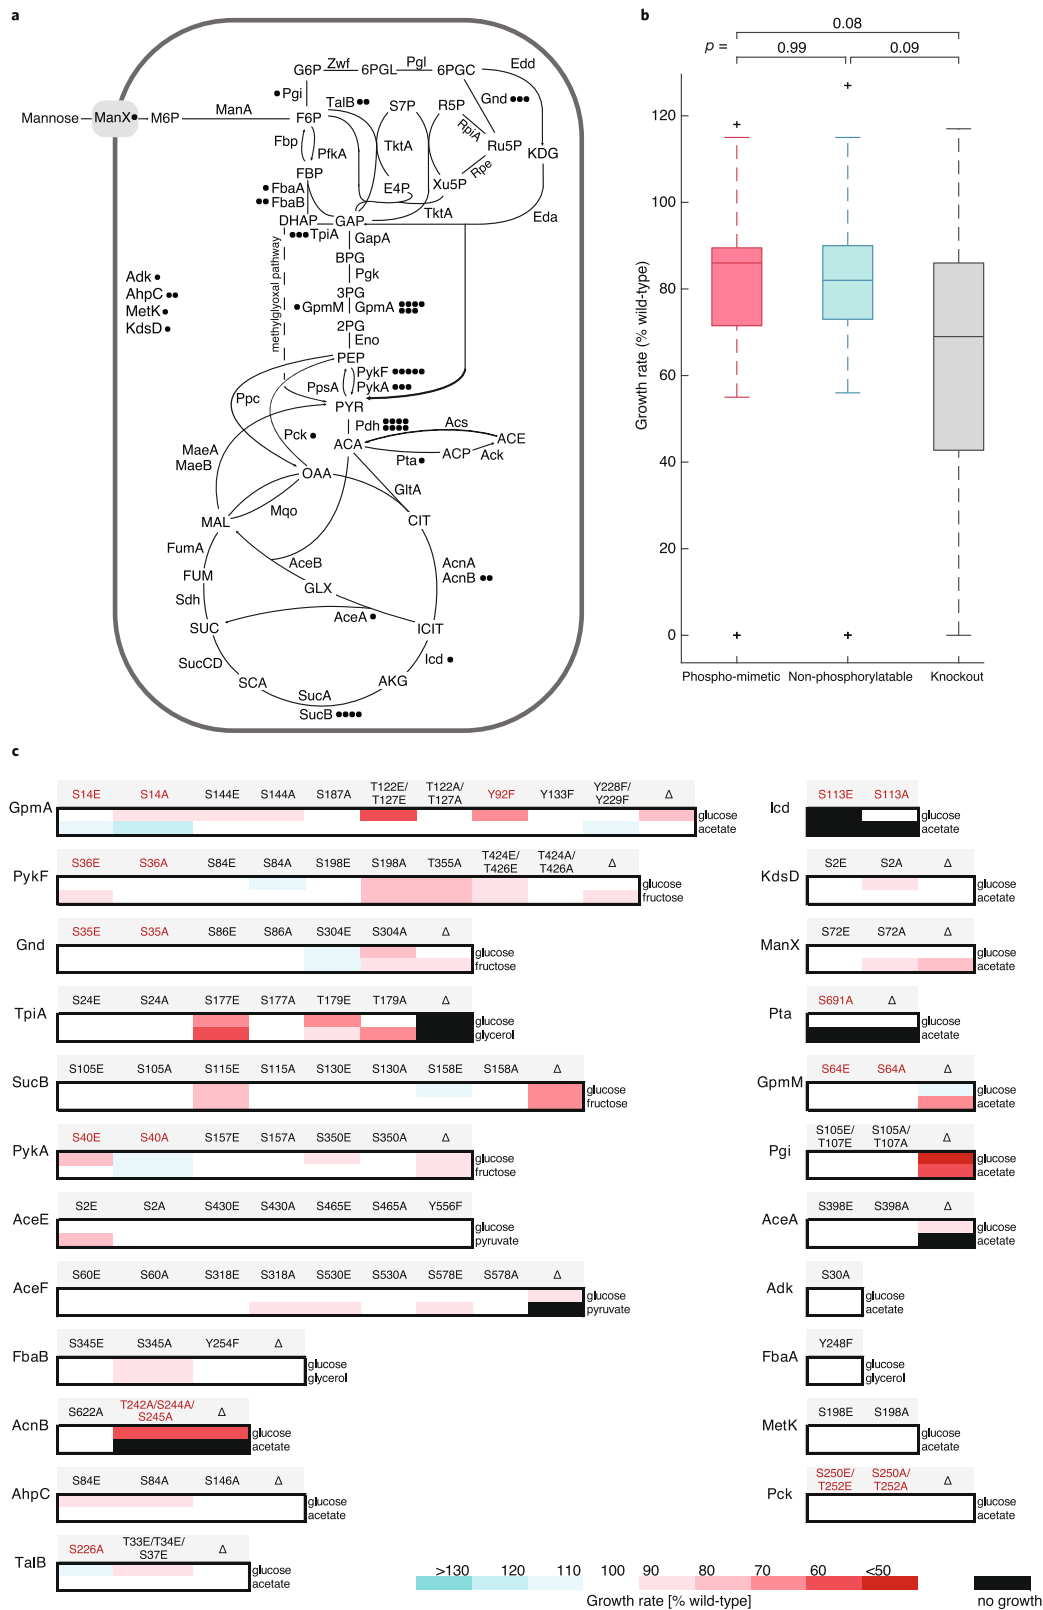 a
b
G6P Zwf 6PGL Pgl 6PGC Edd
Pgi TalB S7P R5P Gnd
Mannose ManX M6P ManA F6P
Fbp PfkA TktA RpiA Ru5P KDG
FBP Rpe
FbaA E4P Xu5P
FbaB
DHAP GAP TktA Eda
TpiA GapA
BPG
Pgk
methylglyoxal pathway
Adk
AhpC
MetK
KdsD
3PG
GpmM GpmA
2PG
Eno
PEP
PykF
Ppc PpsA PykA
PYR
Pdh
Pck ACA Acs ACE
MaeA
MaeB
Pta ACP Ack
OAA GltA
Mqo
MAL CIT
FumA AceB AcnA
AcnB
FUM GLX
Sdh
AceA
SUC ICIT
SucCD Icd
SCA AKG
SucA
SucB
0.08
p =
0.99 0.09
Growth rate (% wild-type)
120
100
80
60
40
20
0
Phospho-mimetic Non-phosphorylatable Knockout
c
S14E S14A S144E S144A S187A T122E/T127E T122A/T127A Y92F Y133F Y228F/Y229F Δ
GpmA glucose
acetate
S36E S36A S84E S84A S198E S198A T355A T424E/T426E T424A/T426A Δ
PykF glucose
fructose
S35E S35A S86E S86A S304E S304A Δ
Gnd glucose
fructose
S24E S24A S177E S177A T179E T179A Δ
TpiA glucose
glycerol
S105E S105A S115E S115A S130E S130A S158E S158A Δ
SucB glucose
fructose
S40E S40A S157E S157A S350E S350A Δ
PykA glucose
fructose
S2E S2A S430E S430A S465E S465A Y556F
AceE glucose
pyruvate
S60E S60A S318E S318A S530E S530A S578E S578A Δ
AceF glucose
pyruvate
S345E S345A Y254F Δ
FbaB glucose
glycerol
S622A T242A/S244A/S245A Δ
AcnB glucose
acetate
S84E S84A S146A Δ
AhpC glucose
acetate
S226A T33E/T34E/S37E Δ
TalB glucose
acetate
S113E S113A
Icd glucose
acetate
S2E S2A Δ
KdsD glucose
acetate
S72E S72A Δ
ManX glucose
acetate
S691A Δ
Pta glucose
acetate
S64E S64A Δ
GpmM glucose
acetate
S105E/T107E S105A/T107A Δ
Pgi glucose
acetate
S398E S398A Δ
AceA glucose
acetate
S30A
Adk glucose
acetate
Y248F
FbaA glucose
glycerol
S198E S198A
MetK glucose
acetate
S250E/T252E S250A/T252A Δ
Pck glucose
acetate
>130 120 110 100 90 80 70 60 <50
Growth rate [% wild-type]
no growth